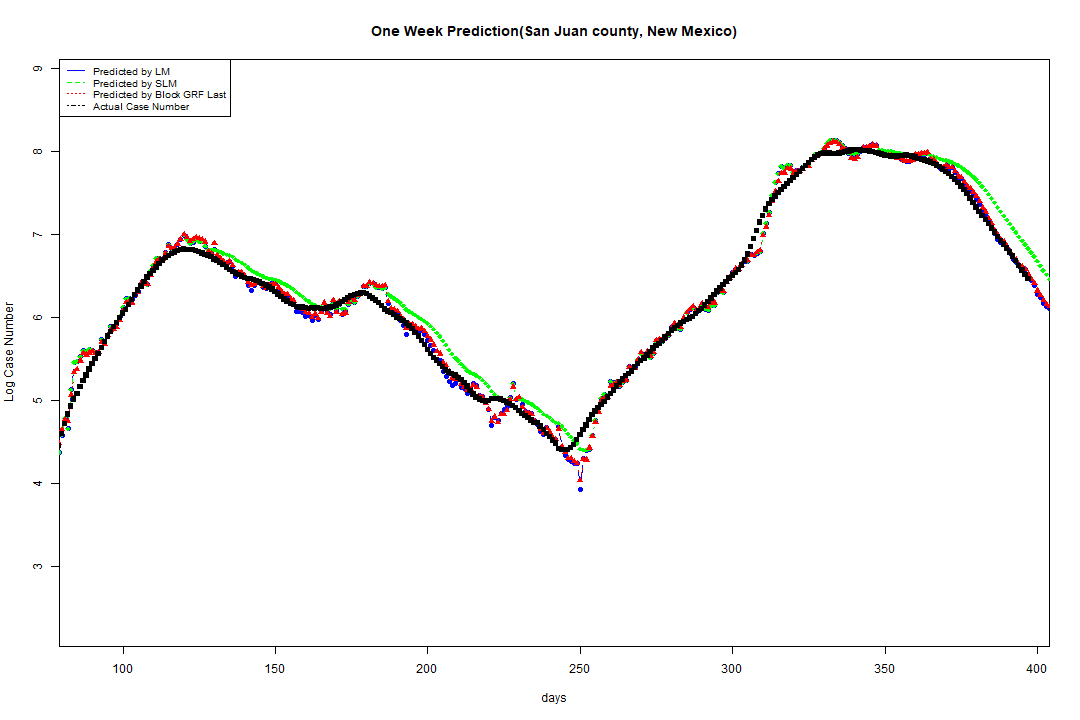 One Week Prediction(San Juan county, New Mexico)
Predicted by LM
Predicted by SLM
Predicted by Block GRF Last
Actual Case Number
Log Case Number
9
8
7
6
5
4
3
100 150 200 250 300 350 400
days